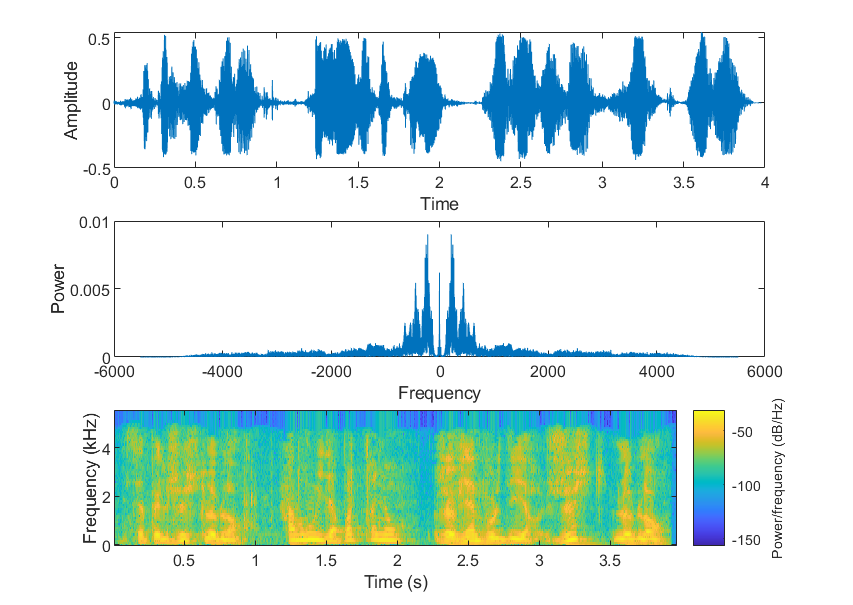 0.5
0
-0.5
Amplitude
0 0.5 1 1.5 2 2.5 3 3.5 4
Time
0.01
0.005
0
Power
-6000 -4000 -2000 0 2000 4000 6000
Frequency
4
2
0
Frequency (kHz)
0.5 1 1.5 2 2.5 3 3.5
Time (s)
-50
-100
-150
Power/frequency (dB/Hz)